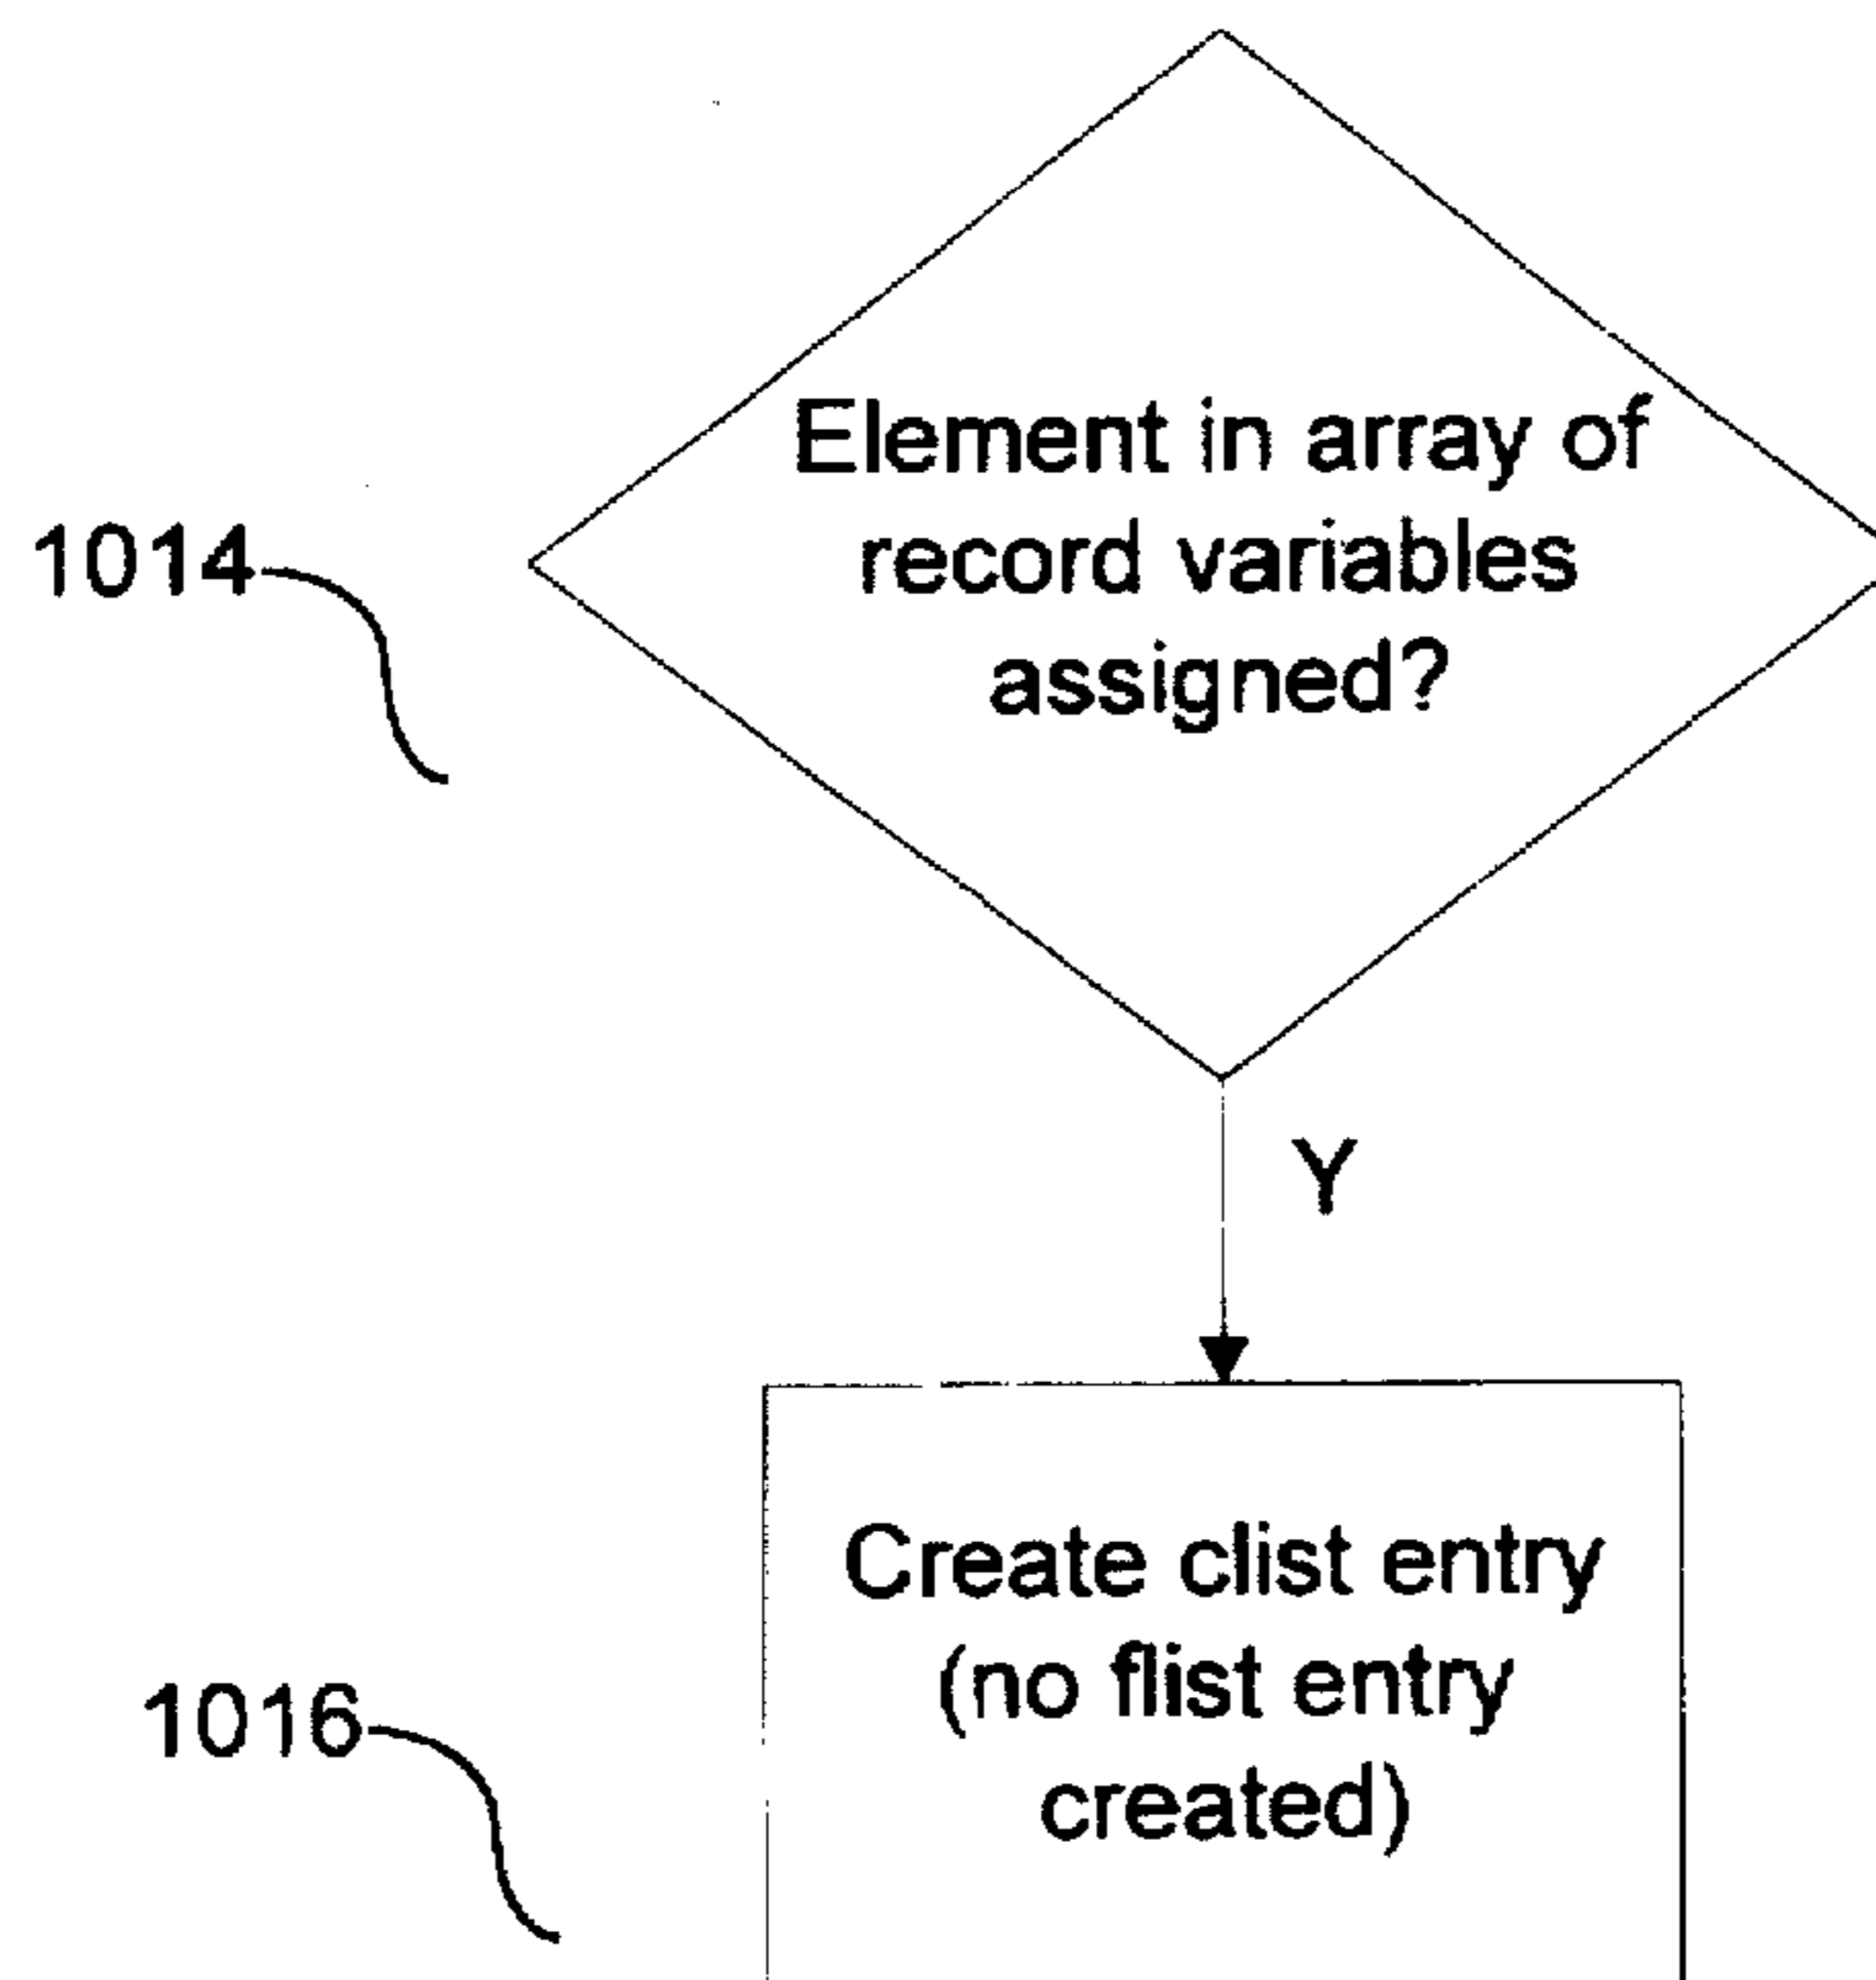 Element in array of
record variables
assigned?
1014
Y
Create clist entry
(no flist entry
created)
1016